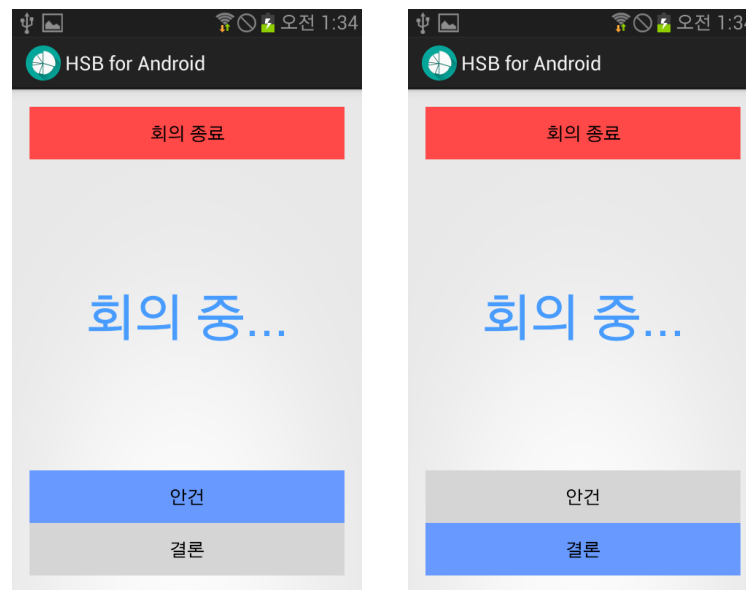 오전 1:34
HSB for Android
회의 종료
회의 중...
안건
결론
오전 1:34
HSB for Android
회의 종료
회의 중...
안건
결론